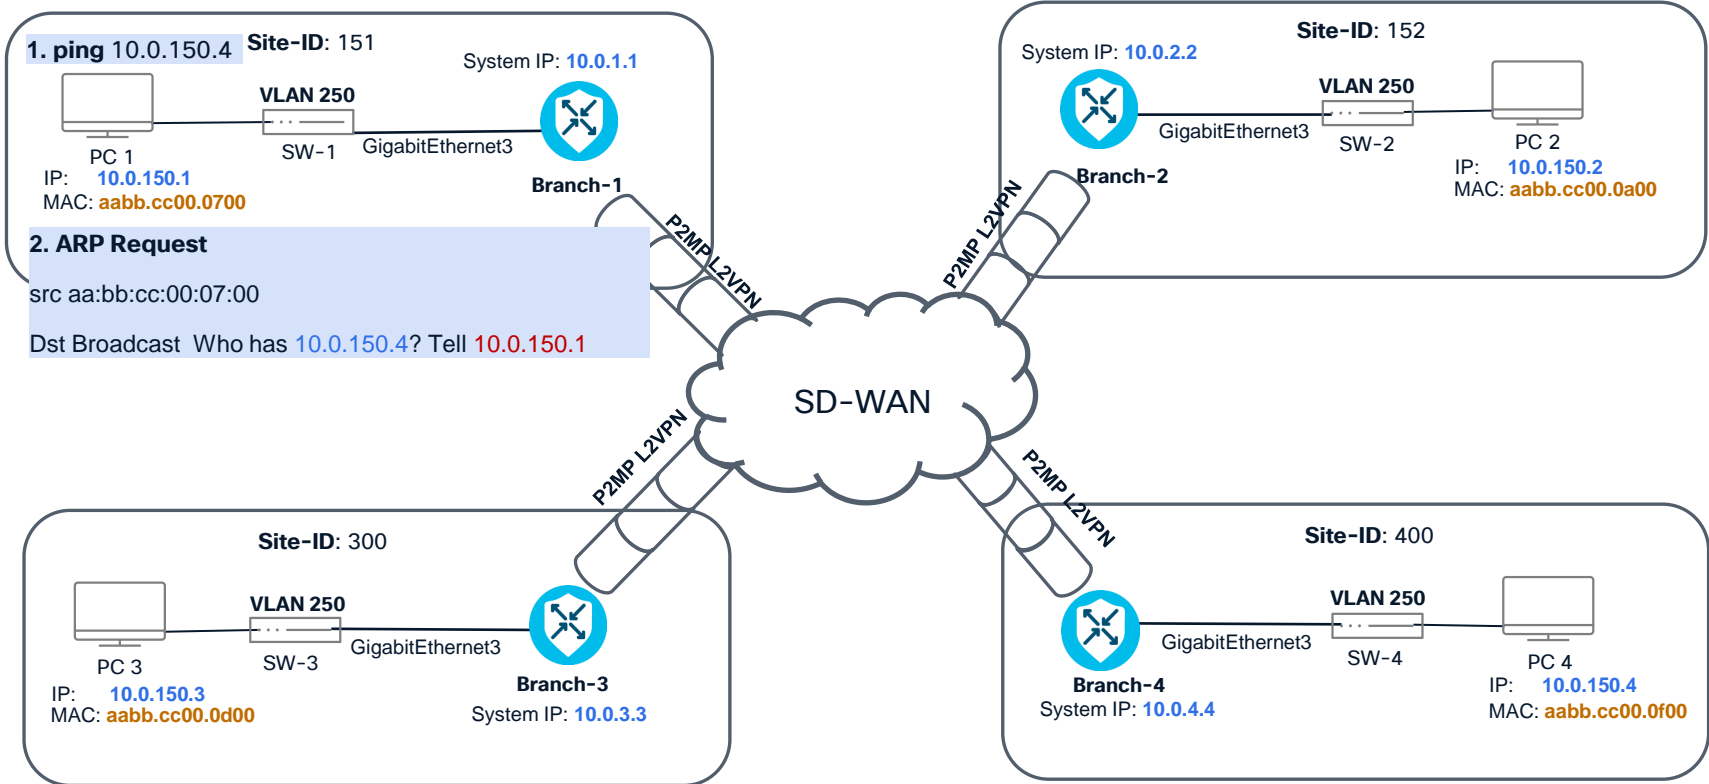 1. ping 10.0.150.4
Site-ID: 151
System IP: 10.0.1.1
VLAN 250
GigabitEthernet3
PC 1
SW-1
IP: 10.0.150.1
MAC: aabb.cc00.0700
Branch-1
2. ARP Request
src aa:bb:cc:00:07:00
Dst Broadcast Who has 10.0.150.4? Tell 10.0.150.1
P2MP L2VPN
Site-ID: 152
System IP: 10.0.2.2
VLAN 250
GigabitEthernet3
SW-2
PC 2
IP: 10.0.150.2
MAC: aabb.cc00.0a00
Branch-2
P2MP L2VPN
SD-WAN
P2MP L2VPN
P2MP L2VPN
Site-ID: 300
VLAN 250
GigabitEthernet3
PC 3
SW-3
IP: 10.0.150.3
MAC: aabb.cc00.0d00
Branch-3
System IP: 10.0.3.3
Site-ID: 400
VLAN 250
GigabitEthernet3
SW-4
PC 4
Branch-4
System IP: 10.0.4.4
IP: 10.0.150.4
MAC: aabb.cc00.0f00